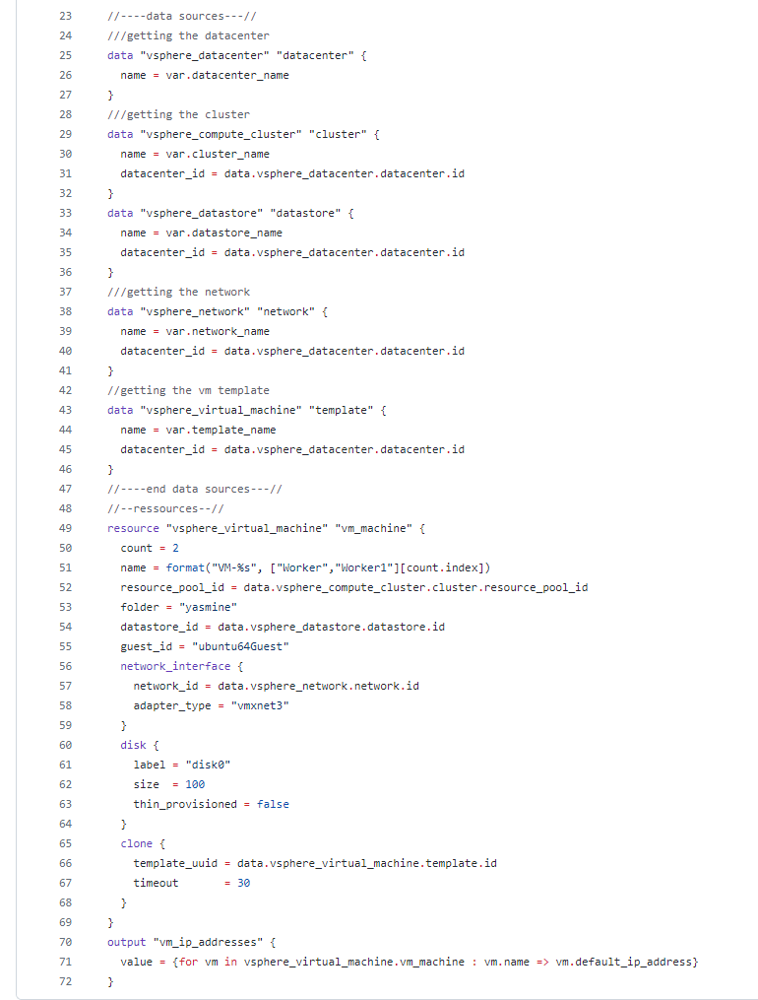 23 //----data sources---//
24 ///getting the datacenter
25 data "vsphere_datacenter" "datacenter" {
26   name = var.datacenter_name
27 }
28 ///getting the cluster
29 data "vsphere_compute_cluster" "cluster" {
30   name = var.cluster_name
31   datacenter_id = data.vsphere_datacenter.datacenter.id
32 }
33 data "vsphere_datastore" "datastore" {
34   name = var.datastore_name
35   datacenter_id = data.vsphere_datacenter.datacenter.id
36 }
37 ///getting the network
38 data "vsphere_network" "network" {
39   name = var.network_name
40   datacenter_id = data.vsphere_datacenter.datacenter.id
41 }
42 //getting the vm template
43 data "vsphere_virtual_machine" "template" {
44   name = var.template_name
45   datacenter_id = data.vsphere_datacenter.datacenter.id
46 }
47 //----end data sources---//
48 //--ressources--//
49 resource "vsphere_virtual_machine" "vm_machine" {
50   count = 2
51   name = format("VM-%s", ["Worker","Worker1"][count.index])
52   resource_pool_id = data.vsphere_compute_cluster.cluster.resource_pool_id
53   folder = "yasmine"
54   datastore_id = data.vsphere_datastore.datastore.id
55   guest_id = "ubuntu64Guest"
56   network_interface {
57     network_id = data.vsphere_network.network.id
58     adapter_type = "vmxnet3"
59   }
60   disk {
61     label = "disk0"
62     size  = 100
63     thin_provisioned = false
64   }
65   clone {
66     template_uuid = data.vsphere_virtual_machine.template.id
67     timeout       = 30
68   }
69 }
70 output "vm_ip_addresses" {
71   value = {for vm in vsphere_virtual_machine.vm_machine : vm.name => vm.default_ip_address}
72 }